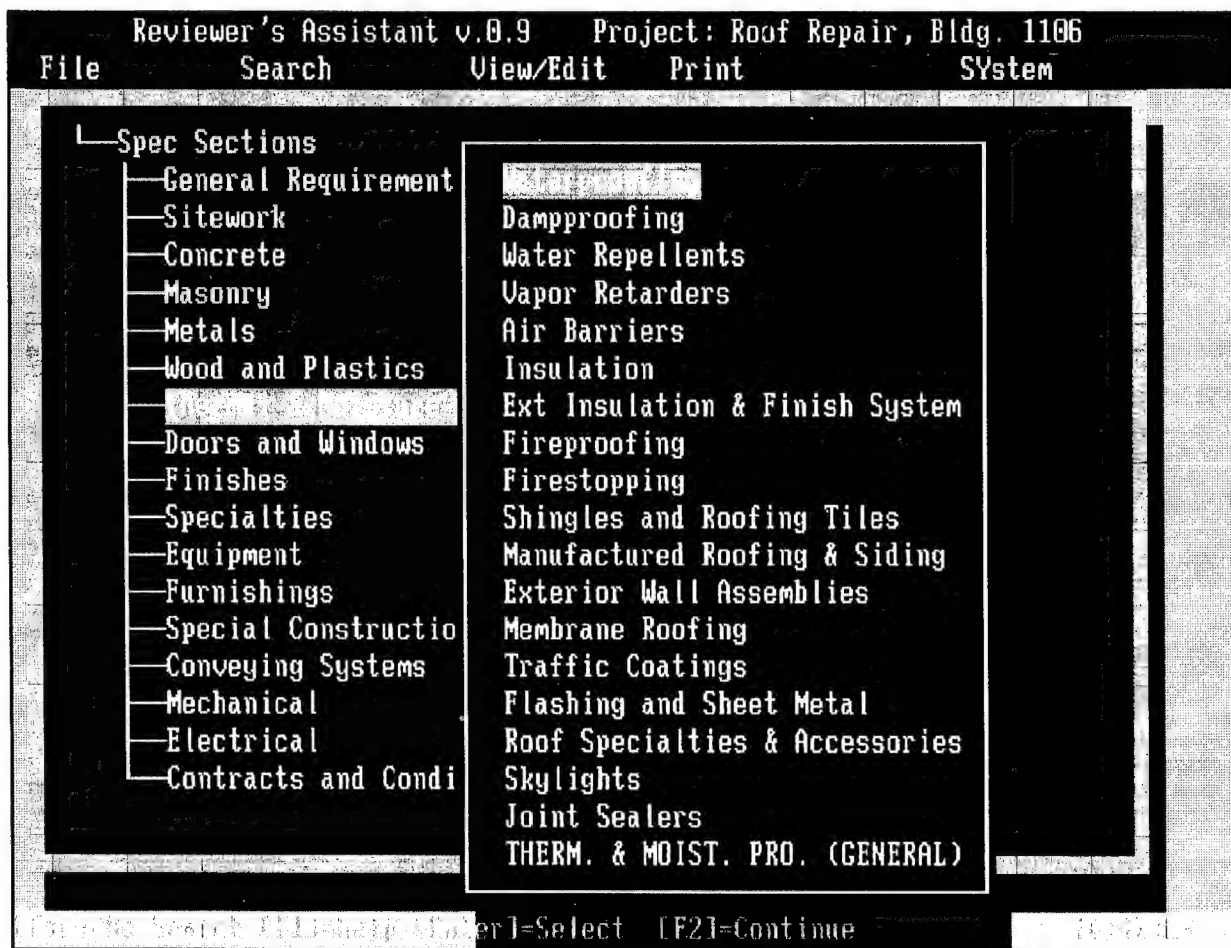 Reviewer's Assistant v.0.9 Project: Roof Repair, Bldg. 1106
File Search View/Edit Print SYstem
Spec Sections
General Requirement
Sitework
Concrete
Masonry
Metals
Wood and Plastics
Doors and Windows
Finishes
Specialties
Equipment
Furnishings
Special Constructio
Conveying Systems
Mechanical
Electrical
Contracts and Condi
Dampproofing
Water Repellents
Vapor Retarders
Air Barriers
Insulation
Ext Insulation & Finish System
Fireproofing
Firestopping
Shingles and Roofing Tiles
Manufactured Roofing & Siding
Exterior Wall Assemblies
Membrane Roofing
Traffic Coatings
Flashing and Sheet Metal
Roof Specialties & Accessories
Skylights
Joint Sealers
THERM. & MOIST. PRO. (GENERAL)
er]=Select [F2]=Continue